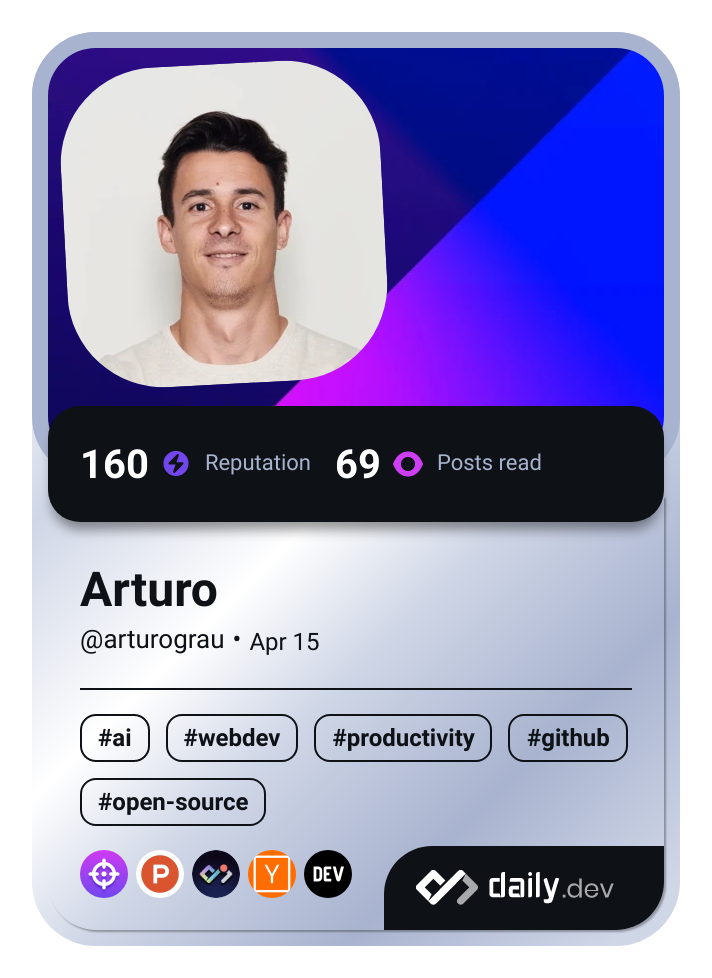 160 Reputation 69 Posts read
Arturo
@arturograu • Apr 15
#ai #webdev #productivity #github
#open-source
P Y DEV
daily.dev